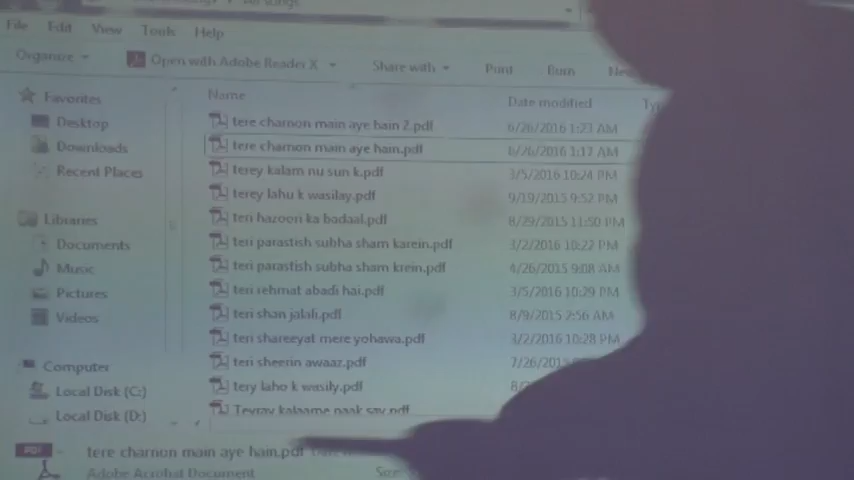 File Edit View Tools Help
Organize Open with Adobe Reader X Share with Print Burn
Name Date modified
Favorites
Desktop
Downloads
Recent Places
Libraries
Documents
Music
Pictures
Videos
Computer
Local Disk (C:)
Local Disk (D:)
tere charnon main aye hain 2.pdf 6/26/2016 1:23 AM
tere charnon main aye hain.pdf 6/26/2016 1:17 AM
terey kalam nu sun k.pdf 3/5/2016 10:24 PM
terey lahu k wasilay.pdf 9/19/2015 9:52 PM
teri hazoori ka badaal.pdf 8/29/2015 11:50 PM
teri parastish subha sham karein.pdf 3/2/2016 10:22 PM
teri parastish subha sham krein.pdf 4/26/2015 9:08 AM
teri rehmat abadi hai.pdf 3/5/2016 10:29 PM
teri shan jalali.pdf 8/9/2015 2:56 AM
teri shareeyat mere yohawa.pdf 3/2/2016 10:28 PM
teri sheerin awaaz.pdf
tery laho k wasily.pdf
tere charnon main aye hain.pdf
Adobe Acrobat Document